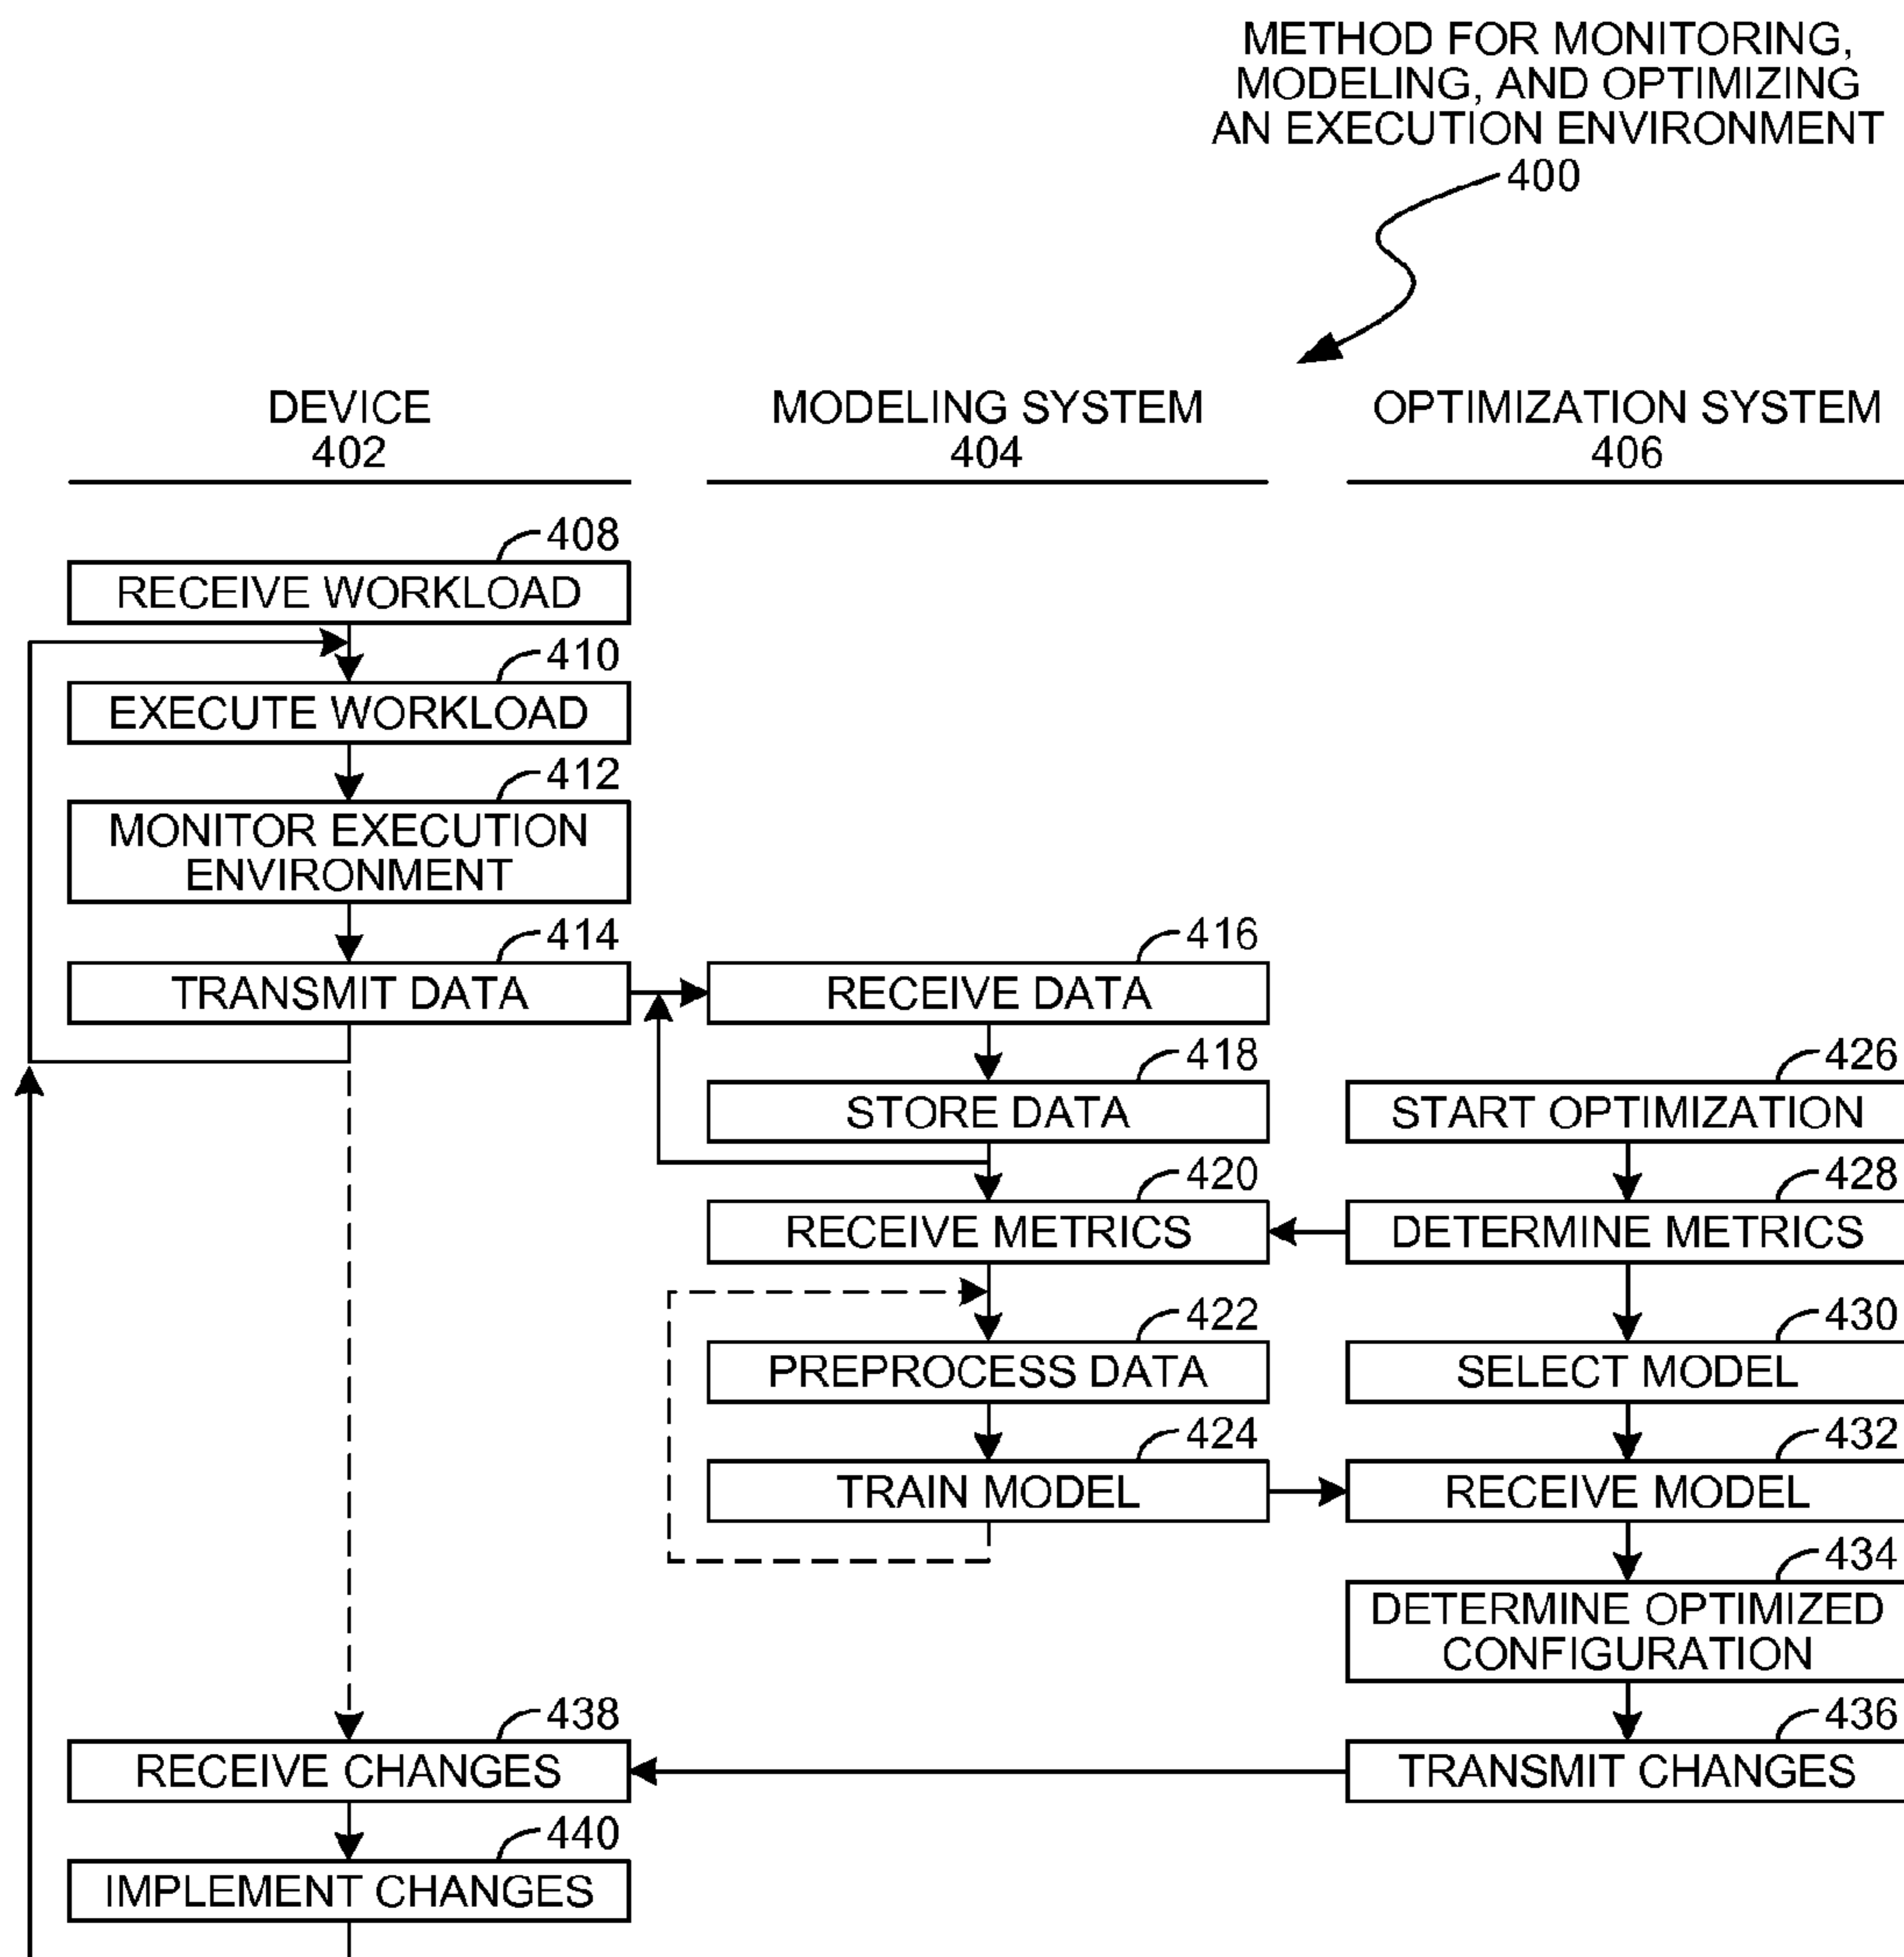 METHOD FOR MONITORING,
MODELING, AND OPTIMIZING
AN EXECUTION ENVIRONMENT
400
DEVICE
402
MODELING SYSTEM
404
OPTIMIZATION SYSTEM
406
408
RECEIVE WORKLOAD
410
EXECUTE WORKLOAD
412
MONITOR EXECUTION
ENVIRONMENT
414
TRANSMIT DATA
416
RECEIVE DATA
418
STORE DATA
420
RECEIVE METRICS
422
PREPROCESS DATA
424
TRAIN MODEL
426
START OPTIMIZATION
428
DETERMINE METRICS
430
SELECT MODEL
432
RECEIVE MODEL
434
DETERMINE OPTIMIZED
CONFIGURATION
436
TRANSMIT CHANGES
438
RECEIVE CHANGES
440
IMPLEMENT CHANGES